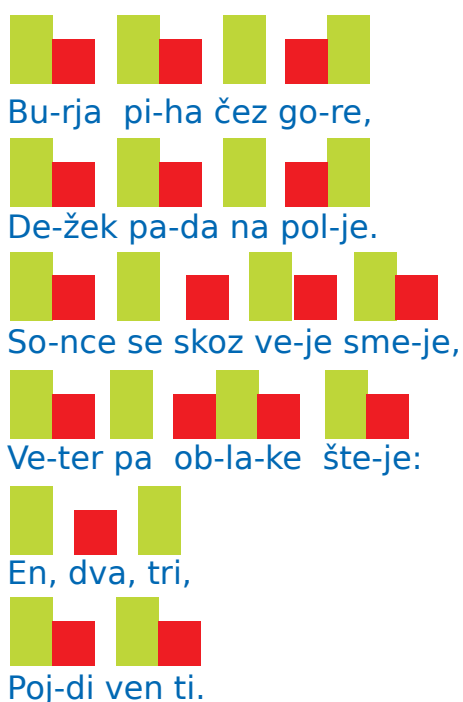 Bu-rja pi-ha čez go-re,
De-žek pa-da na pol-je.
So-nce se skoz ve-je sme-je,
Ve-ter pa ob-la-ke šte-je:
En, dva, tri,
Poj-di ven ti.